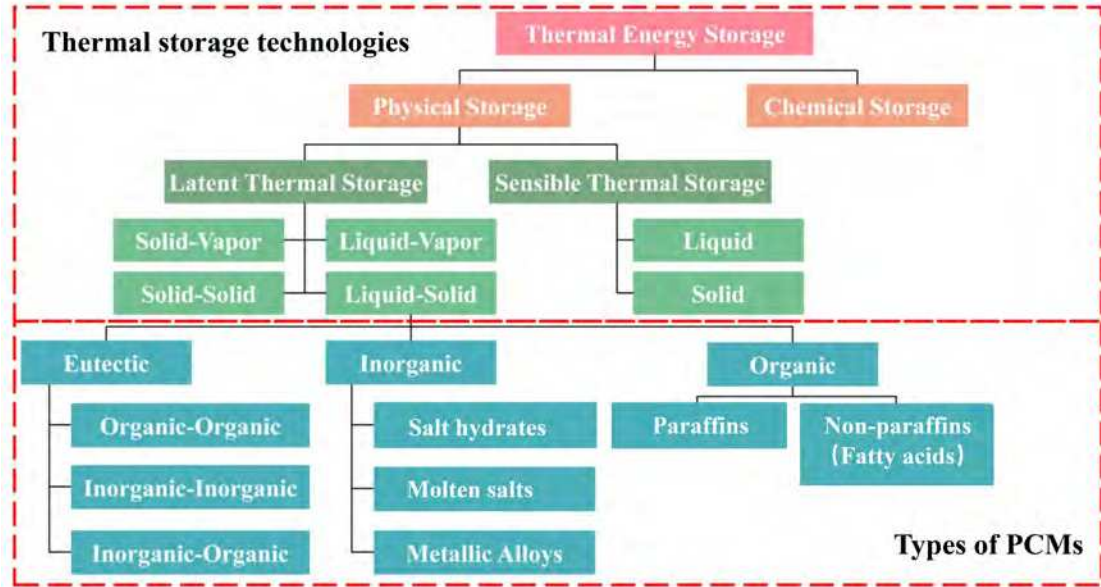 Thermal storage technologies
Thermal Energy Storage
Physical Storage
Chemical Storage
Latent Thermal Storage
Sensible Thermal Storage
Solid-Vapor
Liquid-Vapor
Liquid
Solid-Solid
Liquid-Solid
Solid
Eutectic
Inorganic
Organic
Organic-Organic
Salt hydrates
Paraffins
Non-paraffins
(Fatty acids)
Inorganic-Inorganic
Molten salts
Inorganic-Organic
Metallic Alloys
Types of PCMs